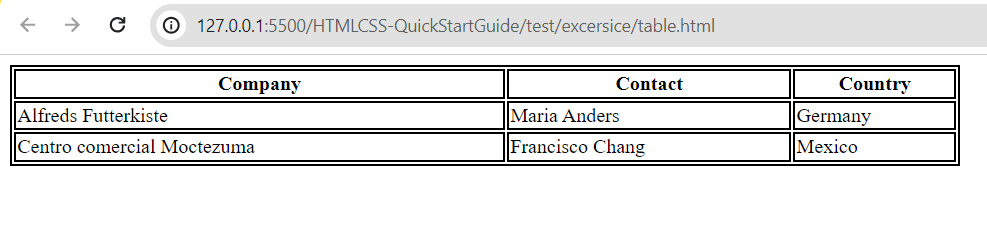 127.0.0.1:5500/HTMLCSS-QuickStartGuide/test/excersice/table.html
Company Contact Country
Alfreds Futterkiste Maria Anders Germany
Centro comercial Moctezuma Francisco Chang Mexico